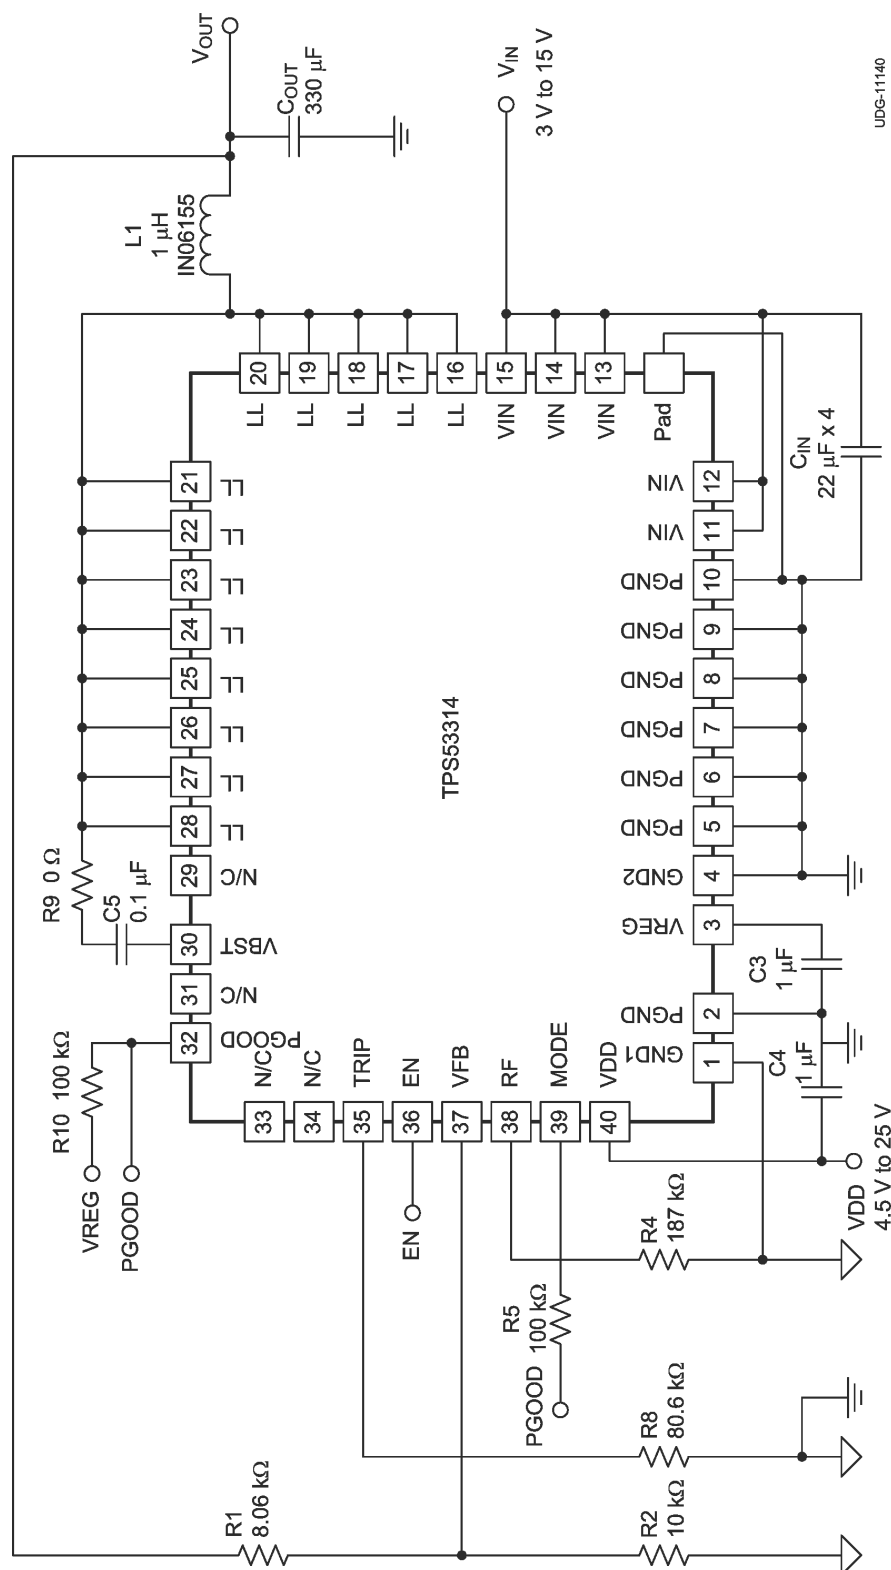 VOUT
COUT
330 µF
L1
1 µH
IN06155
VIN
3 V to 15 V
UDG-11140
20
19
18
17
16
15
14
13
LL
LL
LL
LL
LL
VIN
VIN
VIN
Pad
CIN
22 µF x 4
21
22
23
24
25
26
27
28
29
30
31
32
LL
LL
LL
LL
LL
LL
LL
LL
N/C
VBST
N/C
PGOOD
R9 0 Ω
C5
0.1 µF
TPS53314
VIN
VIN
PGND
PGND
PGND
PGND
PGND
PGND
GND2
VREG
PGND
GND1
12
11
10
9
8
7
6
5
4
3
2
1
C3
1 µF
C4
1 µF
R10 100 kΩ
VREG
PGOOD
N/C
N/C
TRIP
EN
VFB
RF
MODE
VDD
33
34
35
36
37
38
39
40
EN
VDD
4.5 V to 25 V
R4
187 kΩ
R5
100 kΩ
PGOOD
R8
80.6 kΩ
R1
8.06 kΩ
R2
10 kΩ